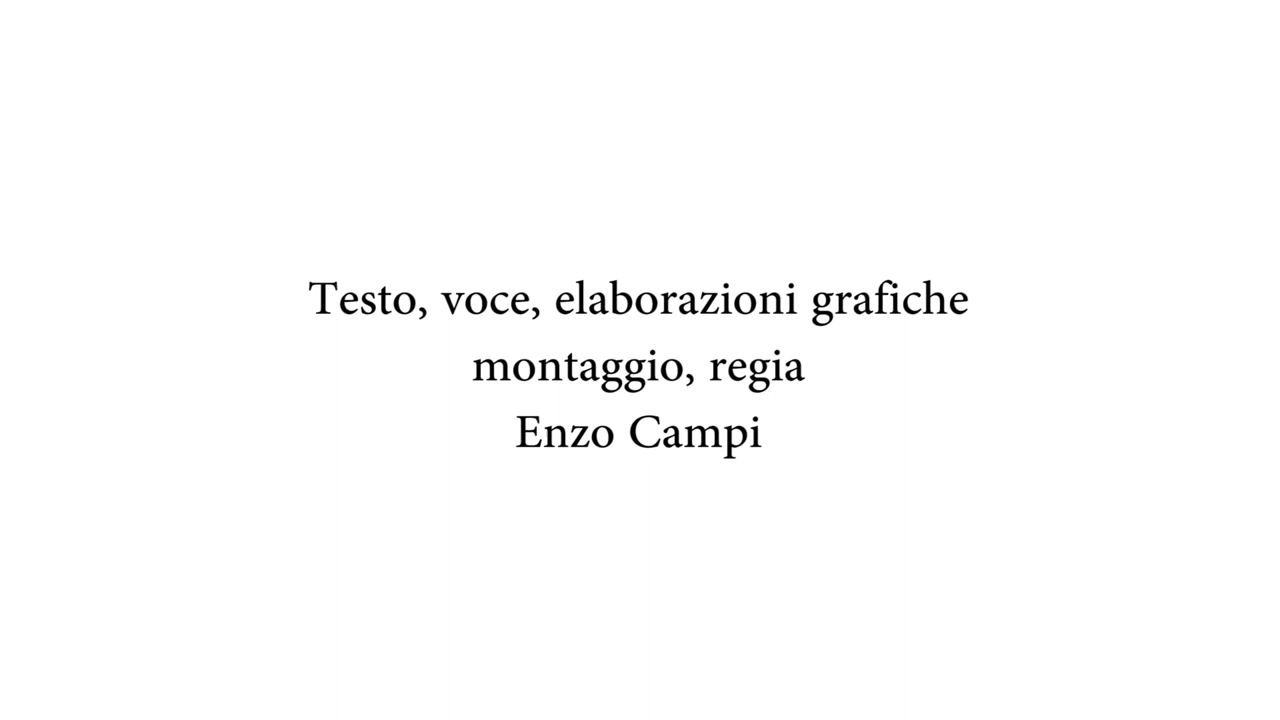 Testo, voce, elaborazioni grafiche
montaggio, regia
Enzo Campi